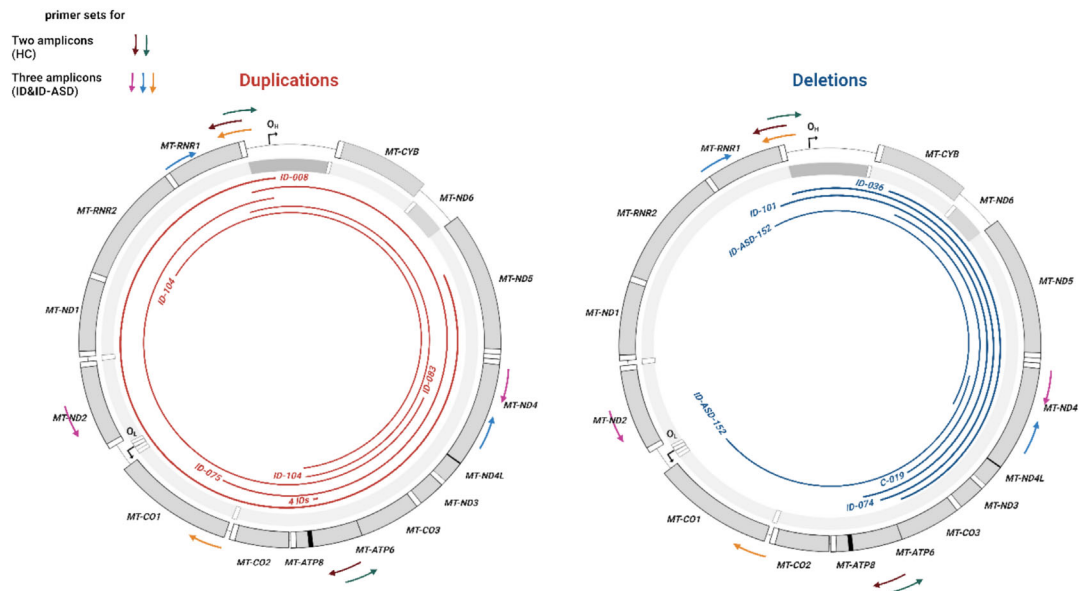 primer sets for
Two amplicons
(HC)
Three amplicons
(ID&ID-ASD)
Duplications
OH
MT-RNR1
MT-CYB
ID-008
MT-ND6
MT-RNR2
ID-104
MT-ND5
MT-ND1
ID-083
MT-ND4
MT-ND2
OL
ID-075
ID-104
4 IDs
MT-ND4L
MT-ND3
MT-CO1
MT-CO3
MT-CO2
MT-ATP8
MT-ATP6
Deletions
OH
MT-RNR1
MT-CYB
ID-036
ID-101
MT-ND6
MT-RNR2
ID-ASD-152
MT-ND5
MT-ND1
MT-ND4
MT-ND2
ID-ASD-152
OL
C-019
ID-074
MT-ND4L
MT-ND3
MT-CO1
MT-CO3
MT-CO2
MT-ATP8
MT-ATP6